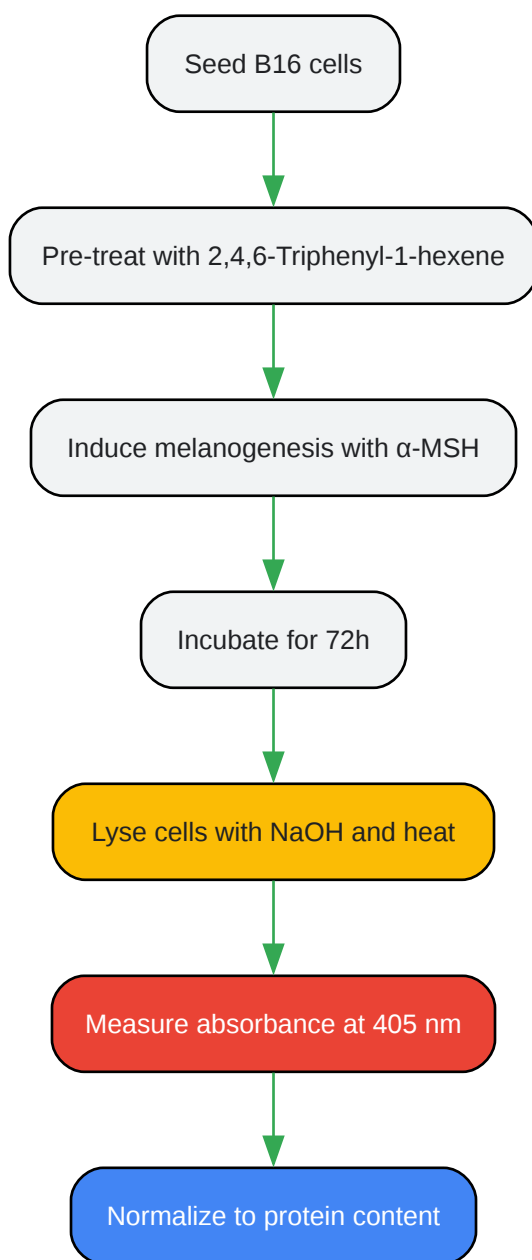 Seed B16 cells
Pre-treat with 2,4,6-Triphenyl-1-hexene
Induce melanogenesis with α-MSH
Incubate for 72h
Lyse cells with NaOH and heat
Measure absorbance at 405 nm
Normalize to protein content